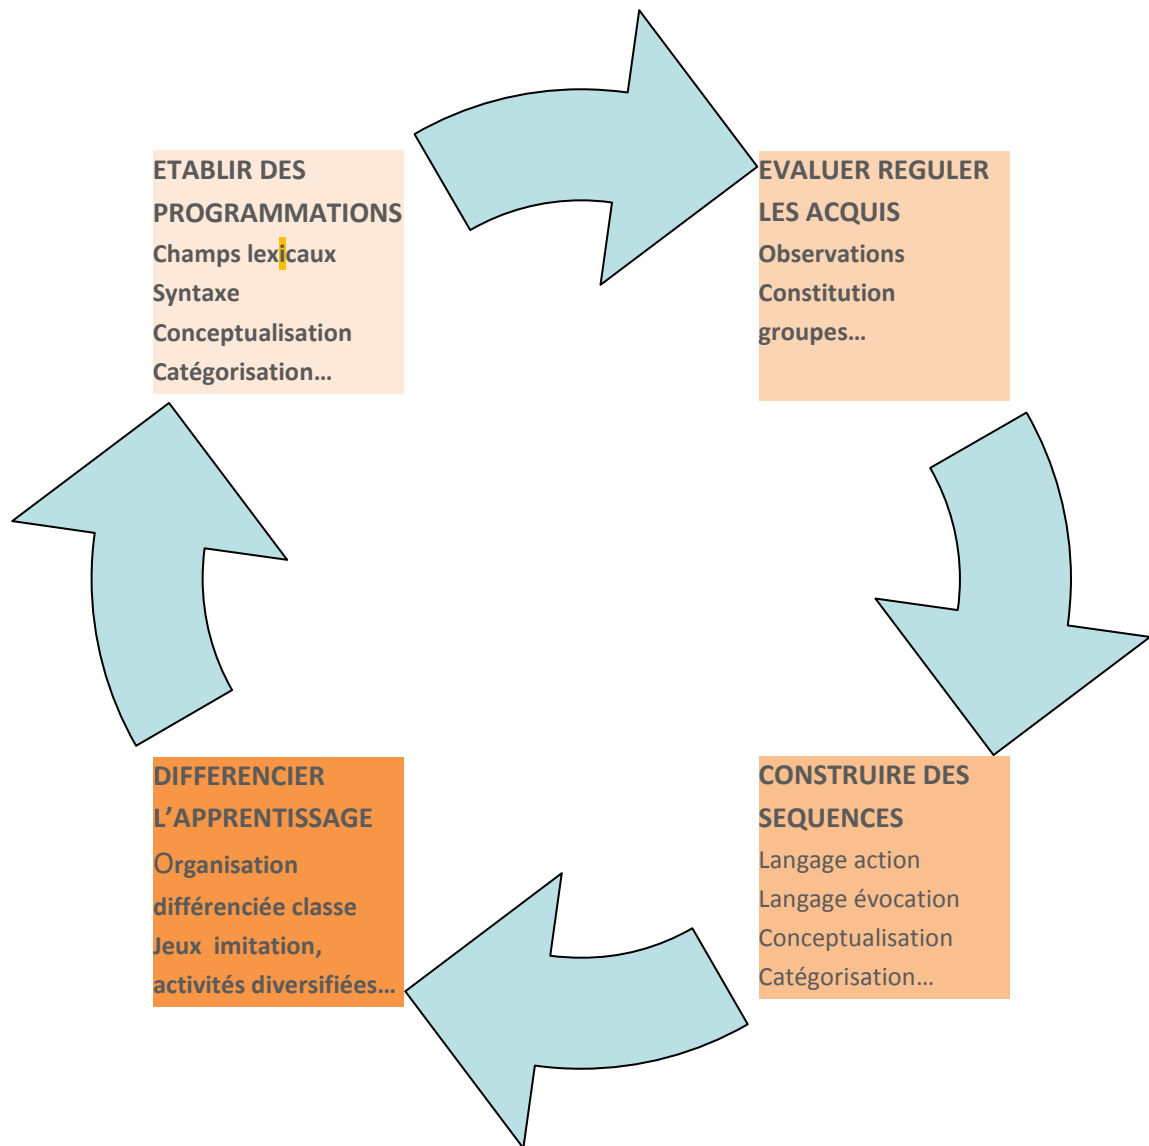 ETABLIR DES
PROGRAMMATIONS
Champs lexicaux
Syntaxe
Conceptualisation
Catégorisation…
EVALUER REGULER
LES ACQUIS
Observations
Constitution
groupes…
CONSTRUIRE DES
SEQUENCES
Langage action
Langage évocation
Conceptualisation
Catégorisation…
DIFFERENCIER
L’APPRENTISSAGE
Organisation
différenciée classe
Jeux  imitation,
activités diversifiées…